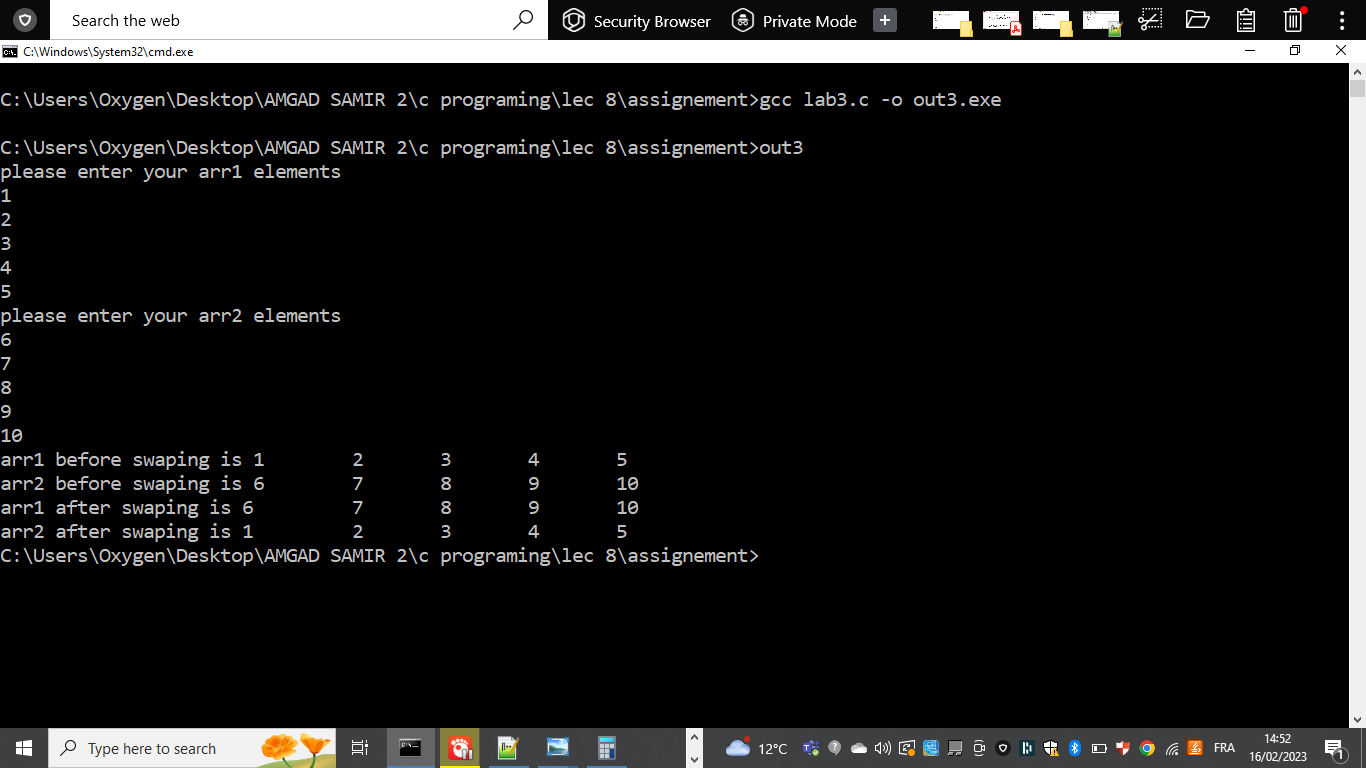 Search the web
Security Browser
Private Mode
C:\Windows\System32\cmd.exe
C:\Users\Oxygen\Desktop\AMGAD SAMIR 2\c programing\lec 8\assignement>gcc lab3.c -o out3.exe
C:\Users\Oxygen\Desktop\AMGAD SAMIR 2\c programing\lec 8\assignement>out3
please enter your arr1 elements
1
2
3
4
5
please enter your arr2 elements
6
7
8
9
10
arr1 before swaping is 1 2 3 4 5
arr2 before swaping is 6 7 8 9 10
arr1 after swaping is 6 7 8 9 10
arr2 after swaping is 1 2 3 4 5
C:\Users\Oxygen\Desktop\AMGAD SAMIR 2\c programing\lec 8\assignement>
Type here to search
12°C
FRA
14:52
16/02/2023
1